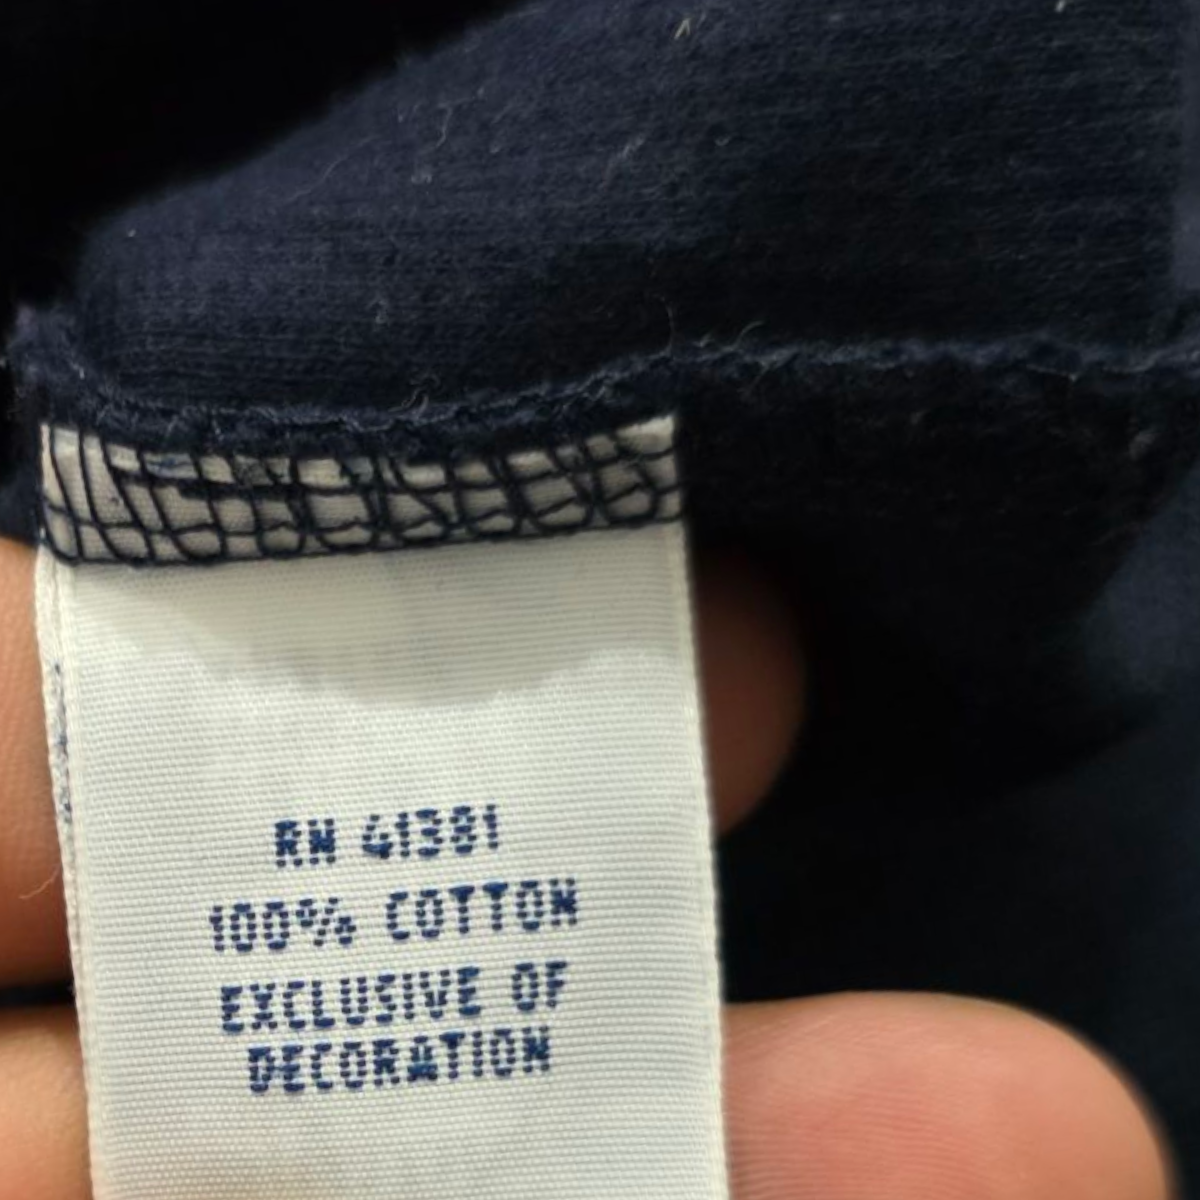 RN 41381
100% COTTON
EXCLUSIVE OF
DECORATION